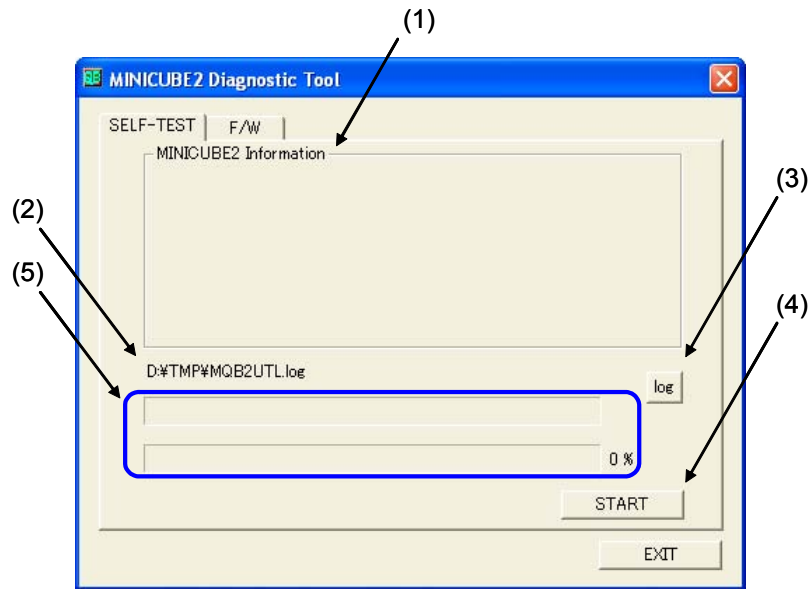 (1)
MINICUBE2 Diagnostic Tool
SELF-TEST F/W
MINICUBE2 Information
(3)
(2)
(5)
(4)
D:¥TMP¥MQB2UTL.log
log
0 %
START
EXIT